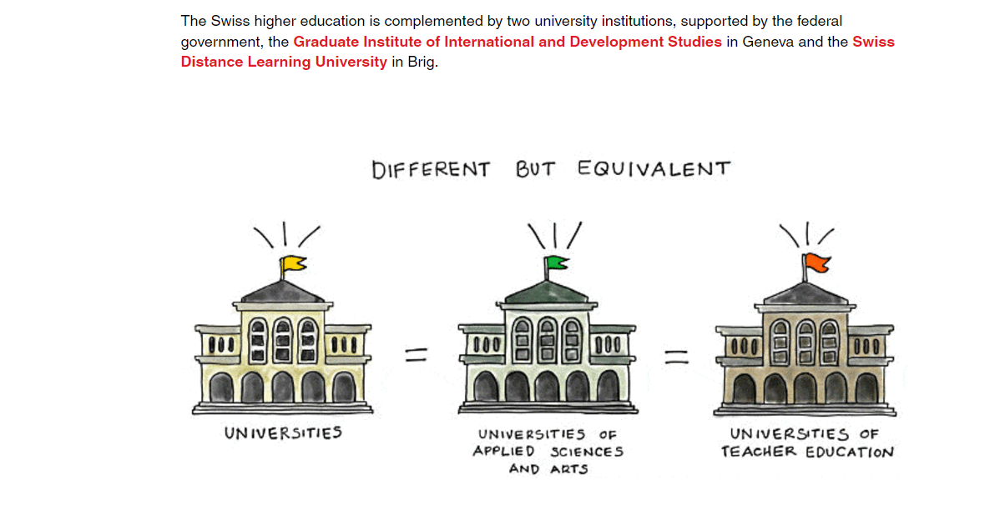 The Swiss higher education is complemented by two university institutions, supported by the federal
government, the Graduate Institute of International and Development Studies in Geneva and the Swiss
Distance Learning University in Brig.
DIFFERENT BUT EQUIVALENT
= =
UNIVERSITIES
UNIVERSITIES OF
APPLIED SCIENCES
AND ARTS
UNIVERSITIES OF
TEACHER EDUCATION